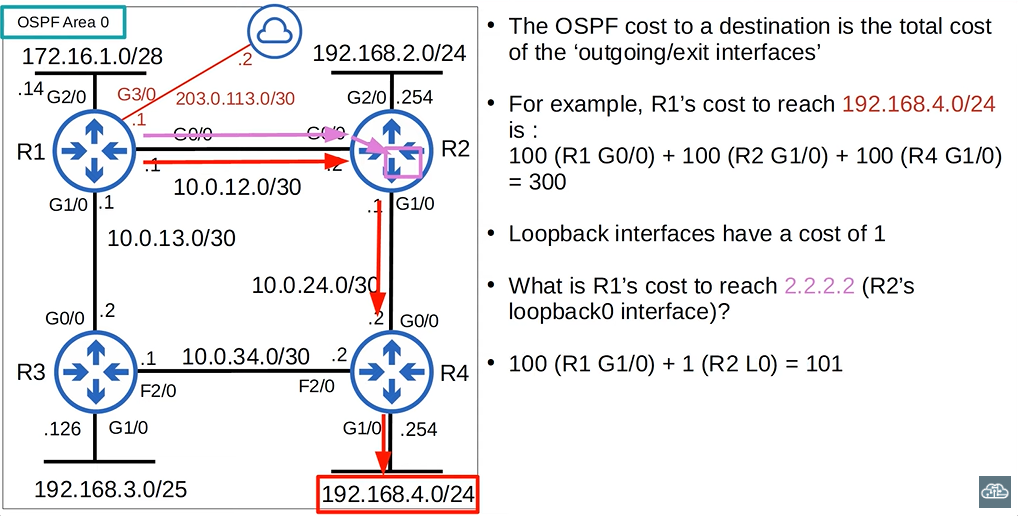 OSPF Area 0
172.16.1.0/28
192.168.2.0/24
.2
.14
G2/0
G3/0
203.0.113.0/30
G2/0
.254
.1
G0/0
G0/0
R1
R2
.1
.2
10.0.12.0/30
G1/0
.1
.1
G1/0
10.0.13.0/30
10.0.24.0/30
G0/0
.2
.2
G0/0
R3
.1
10.0.34.0/30
.2
R4
F2/0
F2/0
.126
G1/0
G1/0
.254
192.168.3.0/25
192.168.4.0/24
• The OSPF cost to a destination is the total cost
of the ‘outgoing/exit interfaces’
• For example, R1’s cost to reach 192.168.4.0/24
is :
100 (R1 G0/0) + 100 (R2 G1/0) + 100 (R4 G1/0)
= 300
• Loopback interfaces have a cost of 1
• What is R1’s cost to reach 2.2.2.2 (R2’s
loopback0 interface)?
• 100 (R1 G1/0) + 1 (R2 L0) = 101